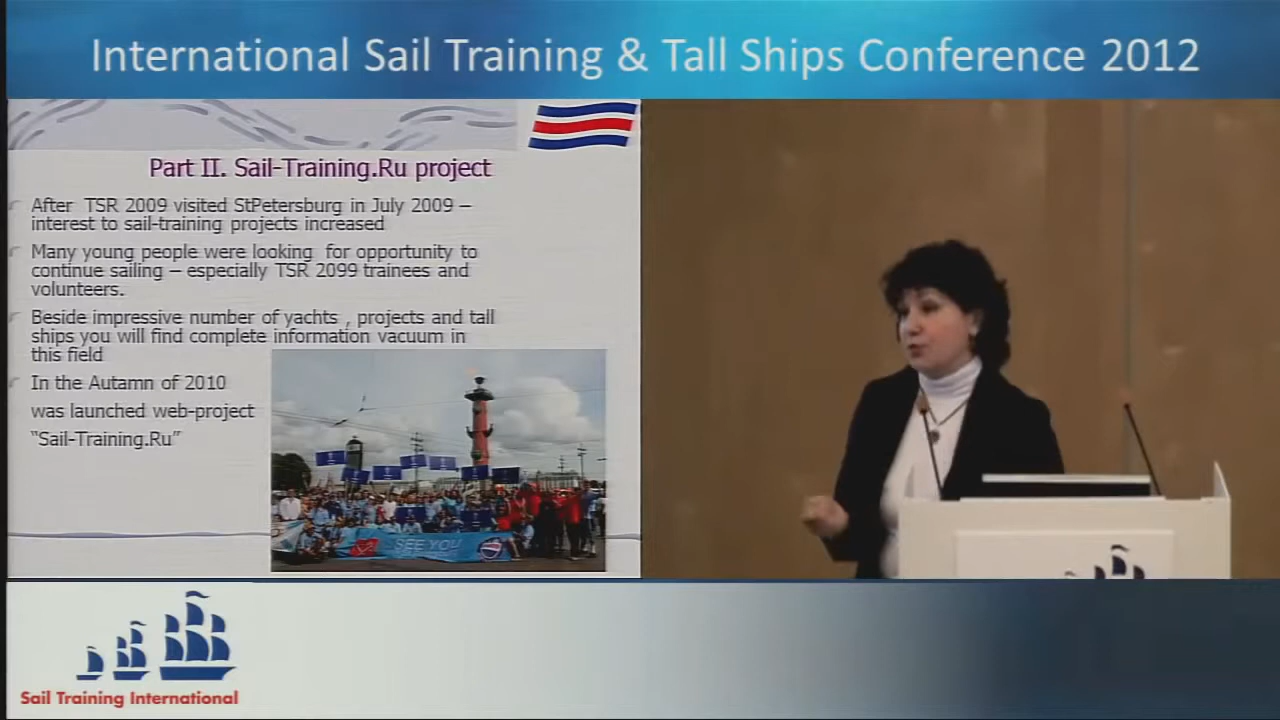 International Sail Training & Tall Ships Conference 2012
Part II. Sail-Training.Ru project
After TSR 2009 visited StPetersburg in July 2009 –
interest to sail-training projects increased
Many young people were looking for opportunity to
continue sailing – especially TSR 2099 trainees and
volunteers.
Beside impressive number of yachts , projects and tall
ships you will find complete information vacuum in
this field
In the Autamn of 2010
was launched web-project
“Sail-Training.Ru”
SEE YOU
Sail Training International